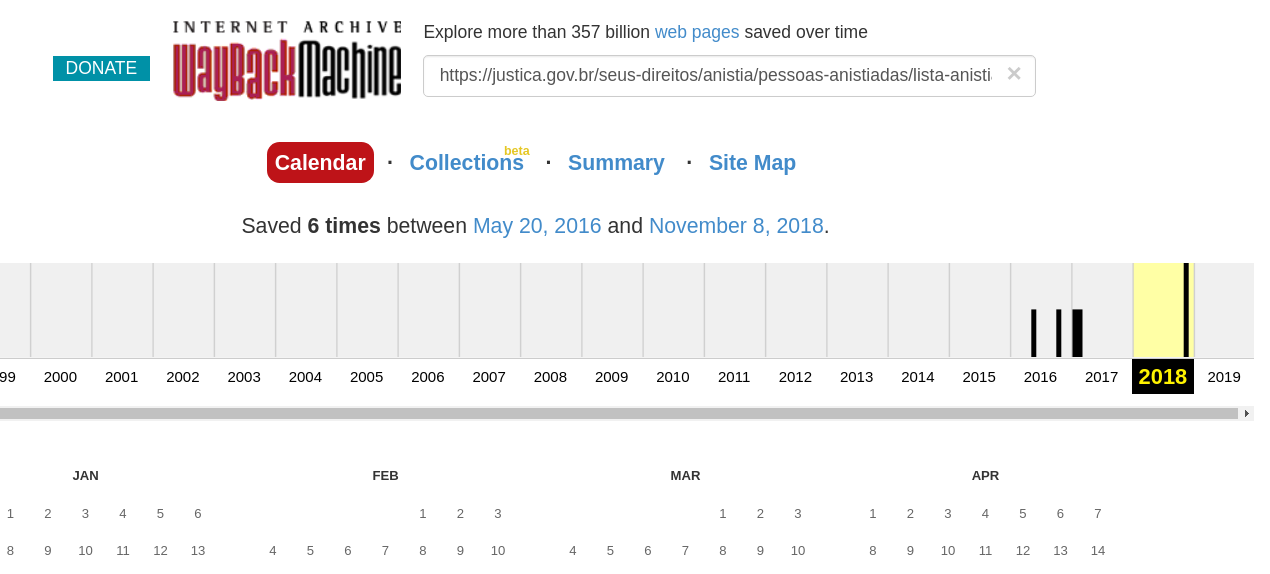 INTERNET ARCHIVE
WayBackMachine
DONATE
Explore more than 357 billion web pages saved over time
https://justica.gov.br/seus-direitos/anistia/pessoas-anistiadas/lista-anisti
×
Calendar · Collections beta · Summary · Site Map
Saved 6 times between May 20, 2016 and November 8, 2018.
99 2000 2001 2002 2003 2004 2005 2006 2007 2008 2009 2010 2011 2012 2013 2014 2015 2016 2017 2018 2019
JAN FEB MAR APR
1 2 3 4 5 6 1 2 3 1 2 3 1 2 3 4 5 6 7
8 9 10 11 12 13 4 5 6 7 8 9 10 4 5 6 7 8 9 10 8 9 10 11 12 13 14